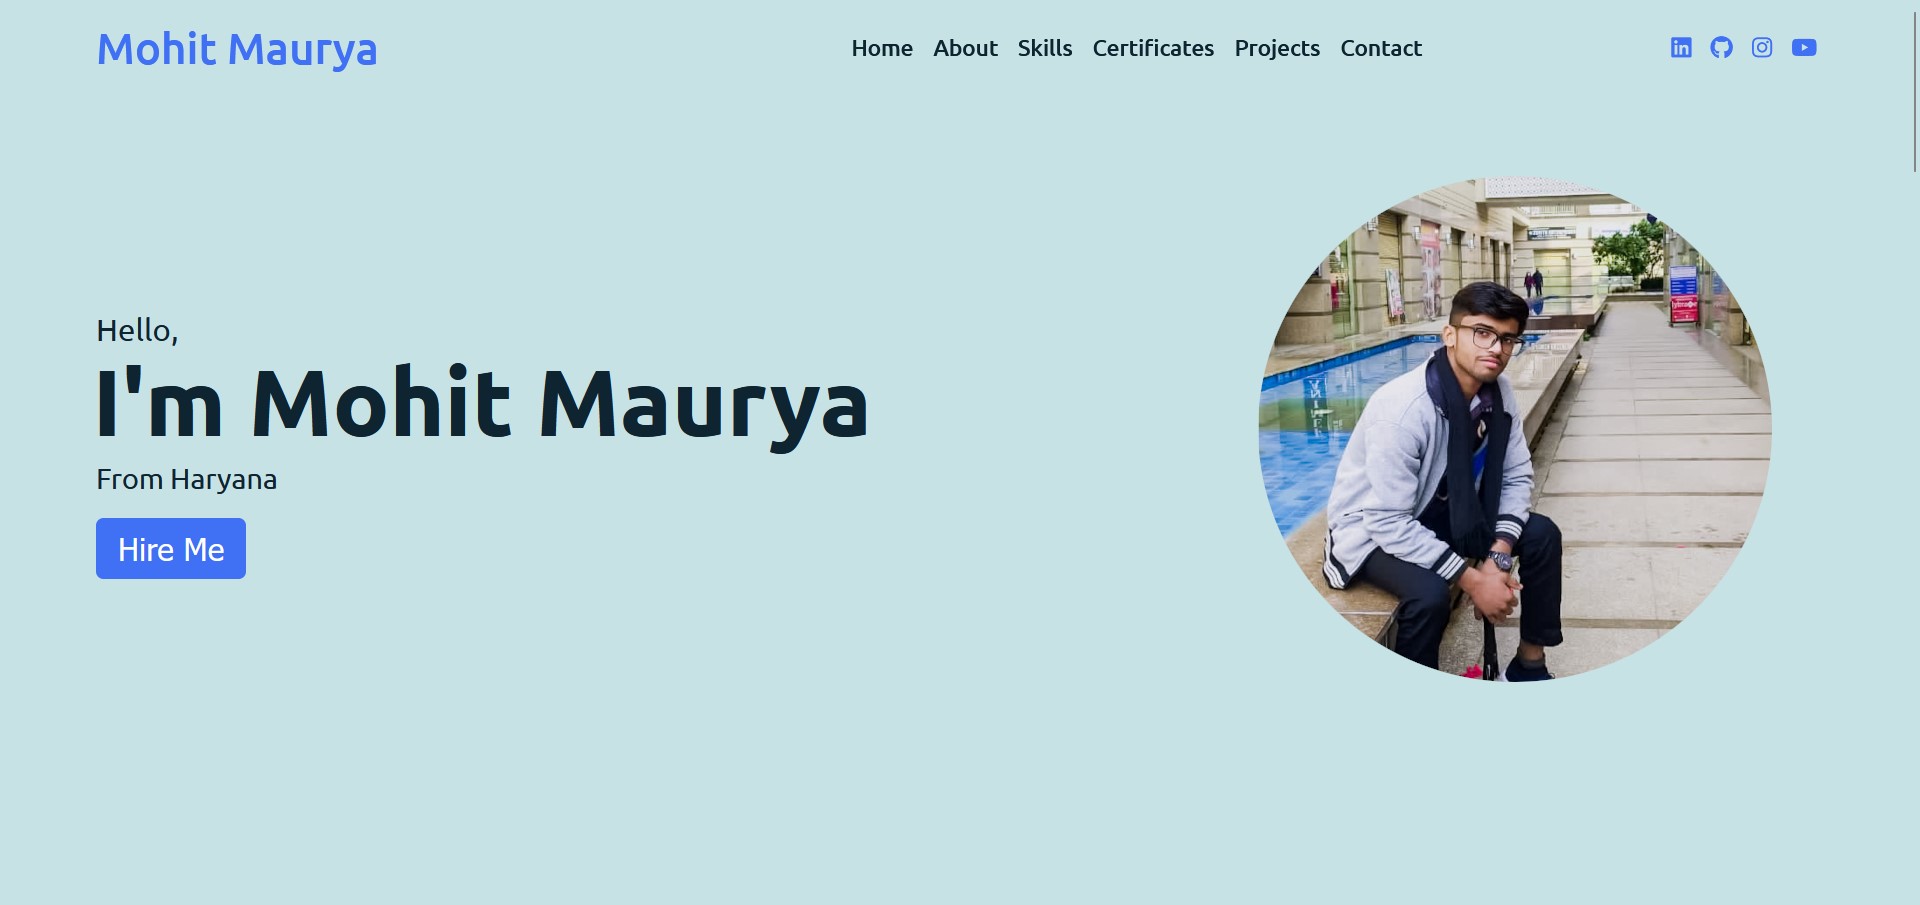 Mohit Maurya
Home About Skills Certificates Projects Contact
Hello,
I'm Mohit Maurya
From Haryana
Hire Me